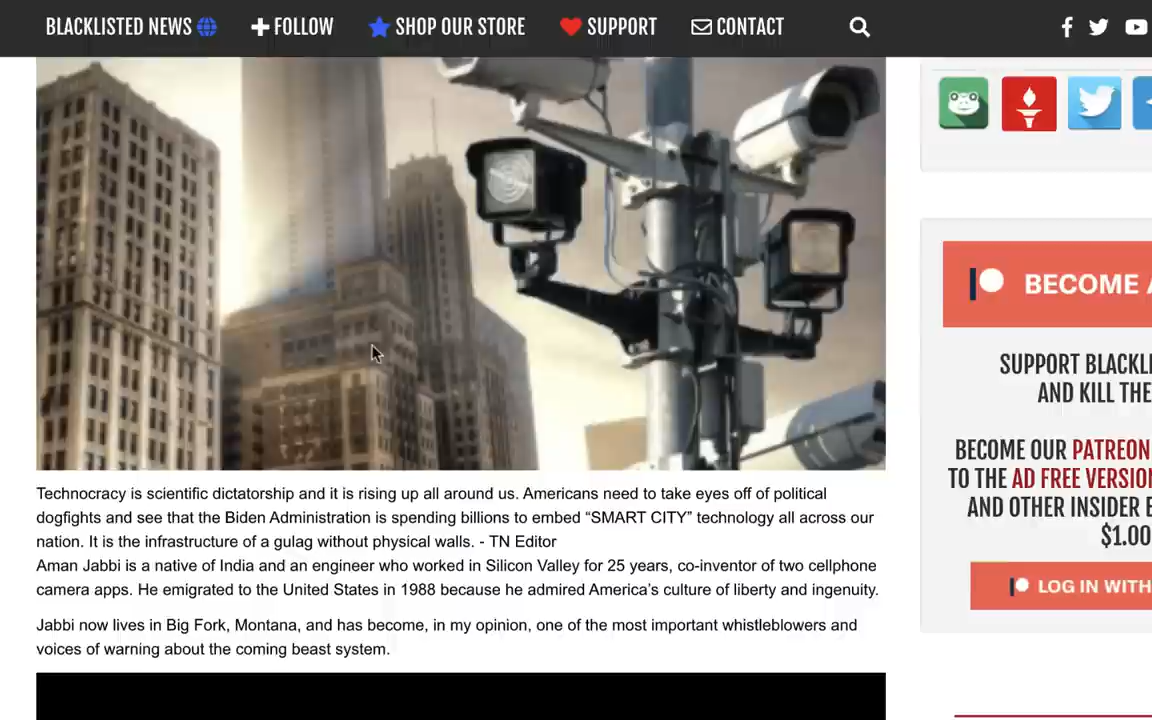 BLACKLISTED NEWS FOLLOW SHOP OUR STORE SUPPORT CONTACT
Technocracy is scientific dictatorship and it is rising up all around us. Americans need to take eyes off of political
dogfights and see that the Biden Administration is spending billions to embed “SMART CITY” technology all across our
nation. It is the infrastructure of a gulag without physical walls. - TN Editor
Aman Jabbi is a native of India and an engineer who worked in Silicon Valley for 25 years, co-inventor of two cellphone
camera apps. He emigrated to the United States in 1988 because he admired America’s culture of liberty and ingenuity.
Jabbi now lives in Big Fork, Montana, and has become, in my opinion, one of the most important whistleblowers and
voices of warning about the coming beast system.
BECOME
SUPPORT
AND KILL THE
BECOME OUR PATREON
TO THE AD FREE VERSION
AND OTHER INSIDER
$1.00
LOG IN WITH